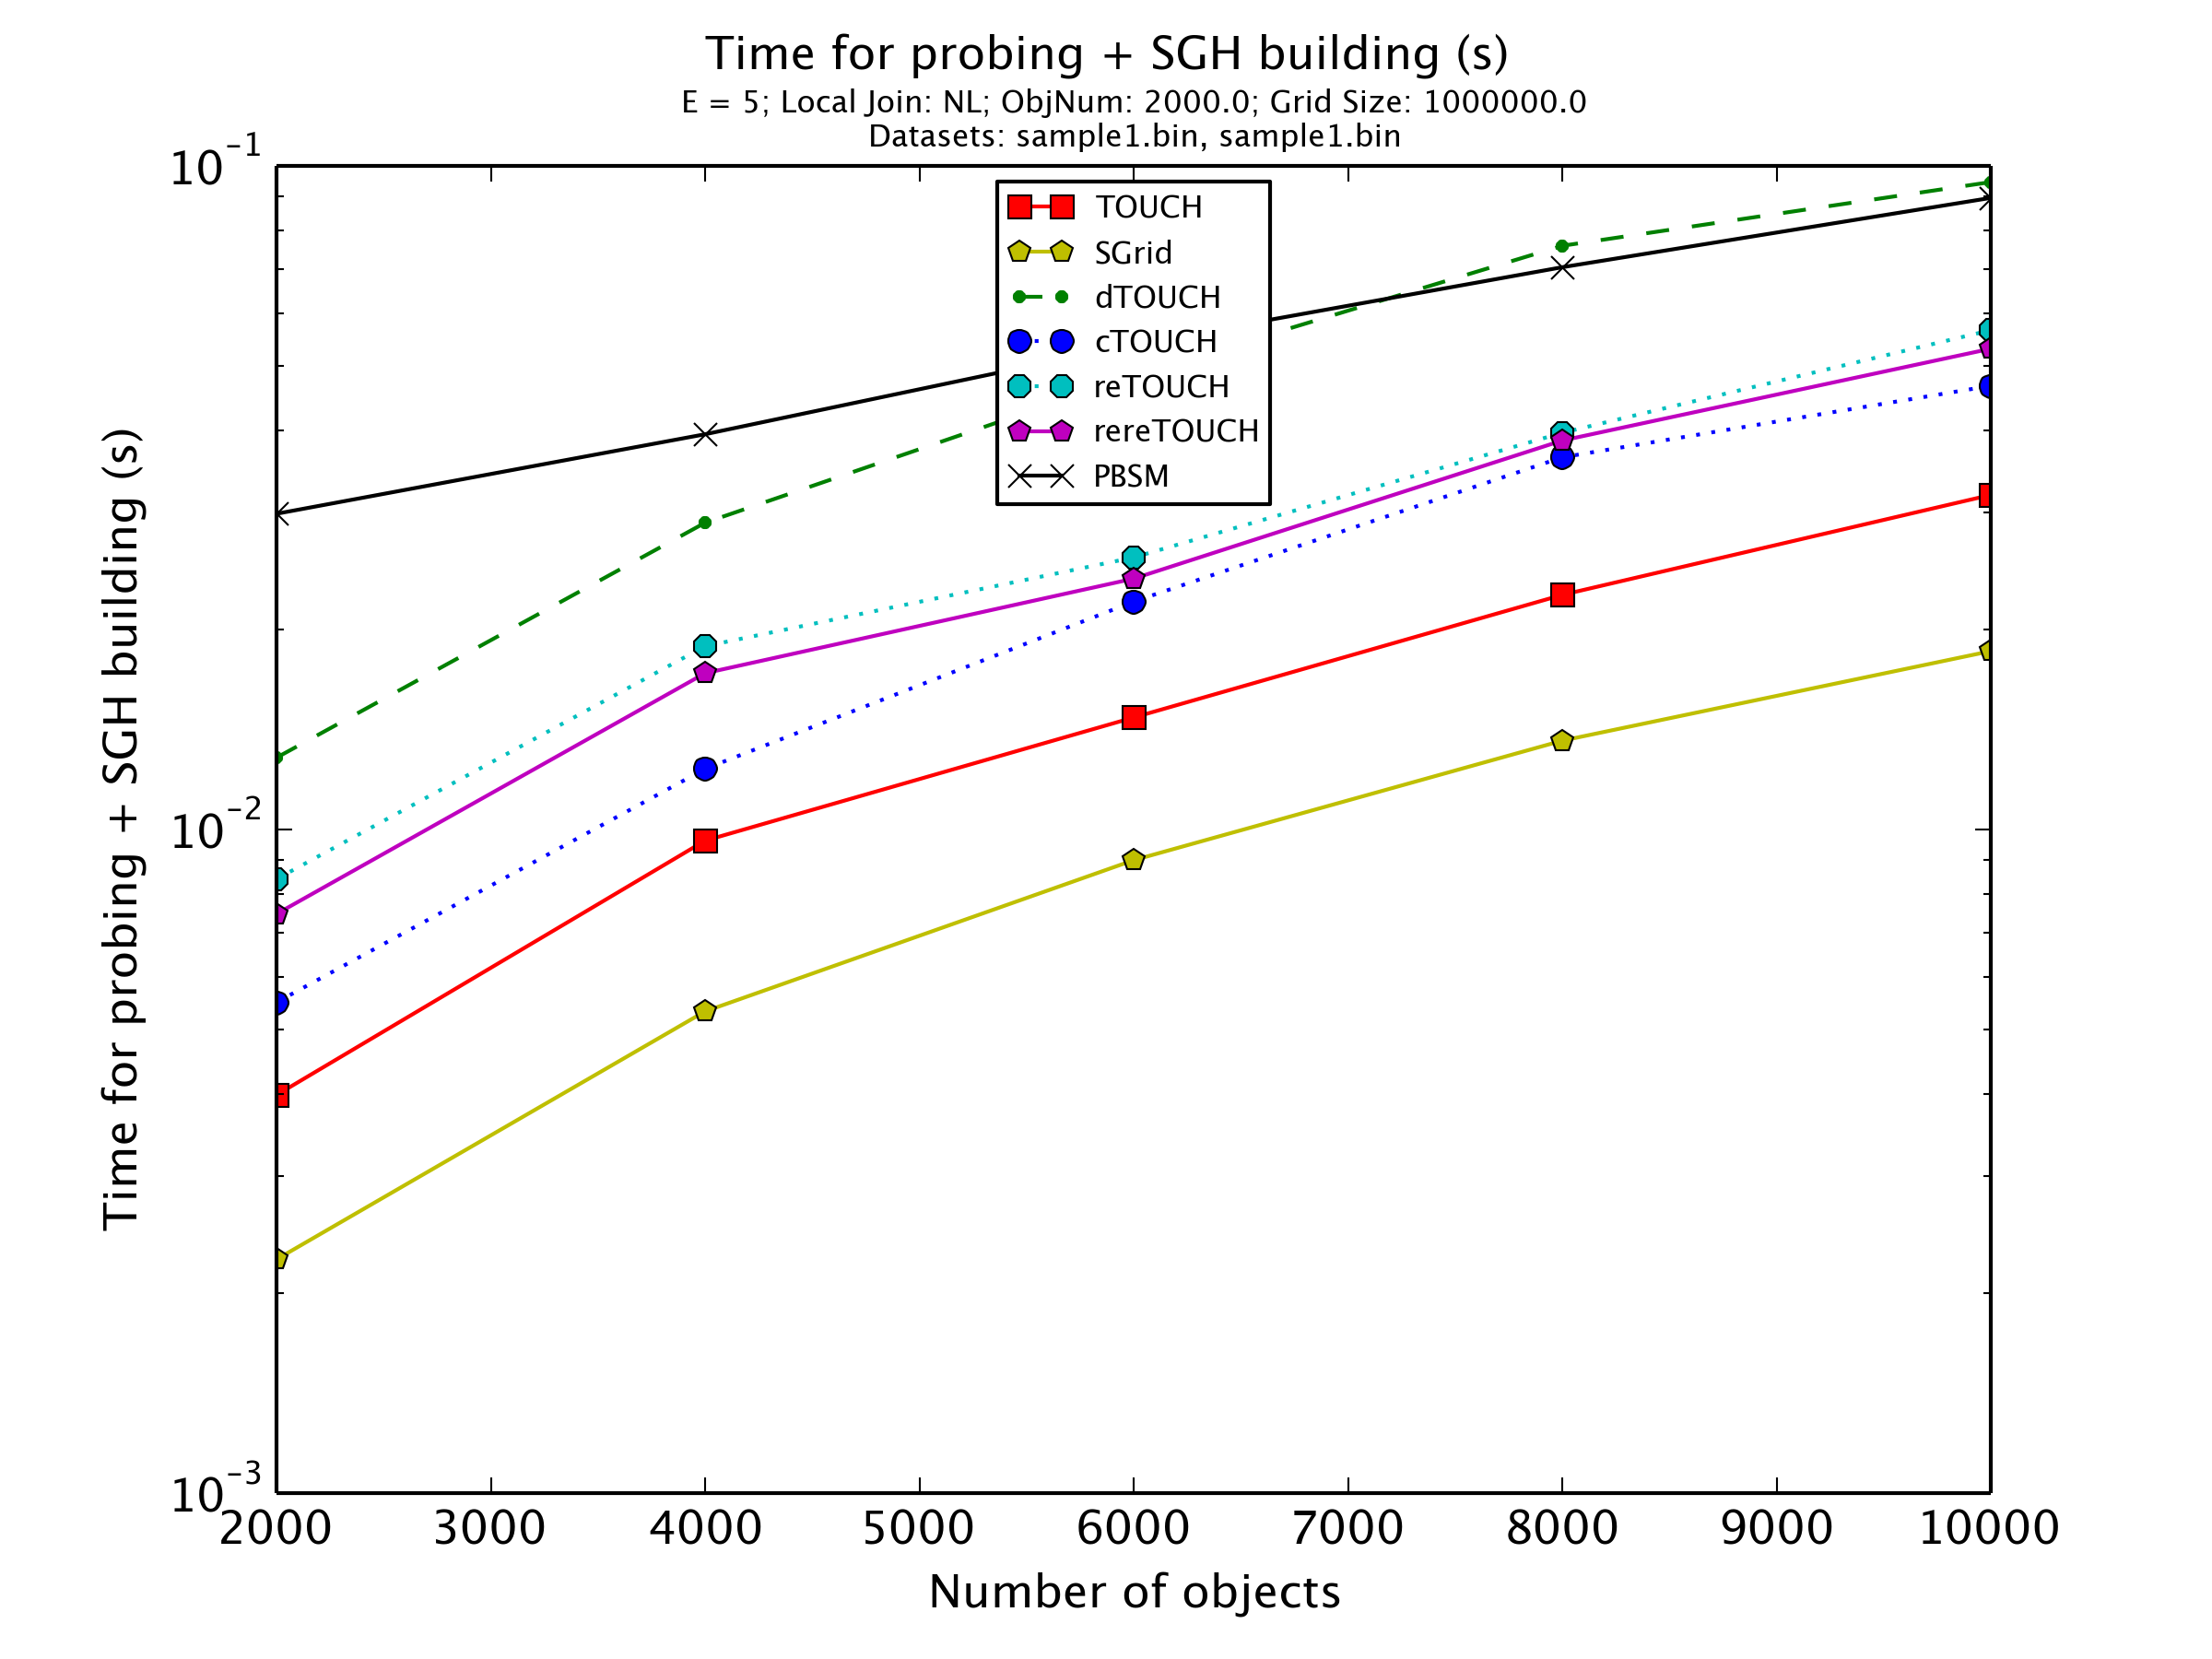 Time for probing + SGH building (s)
E = 5; Local Join: NL; ObjNum: 2000.0; Grid Size: 1000000.0
Datasets: sample1.bin, sample1.bin
10^-1
10^-2
10^-3
Time for probing + SGH building (s)
TOUCH
SGrid
dTOUCH
cTOUCH
reTOUCH
rereTOUCH
PBSM
2000 3000 4000 5000 6000 7000 8000 9000 10000
Number of objects